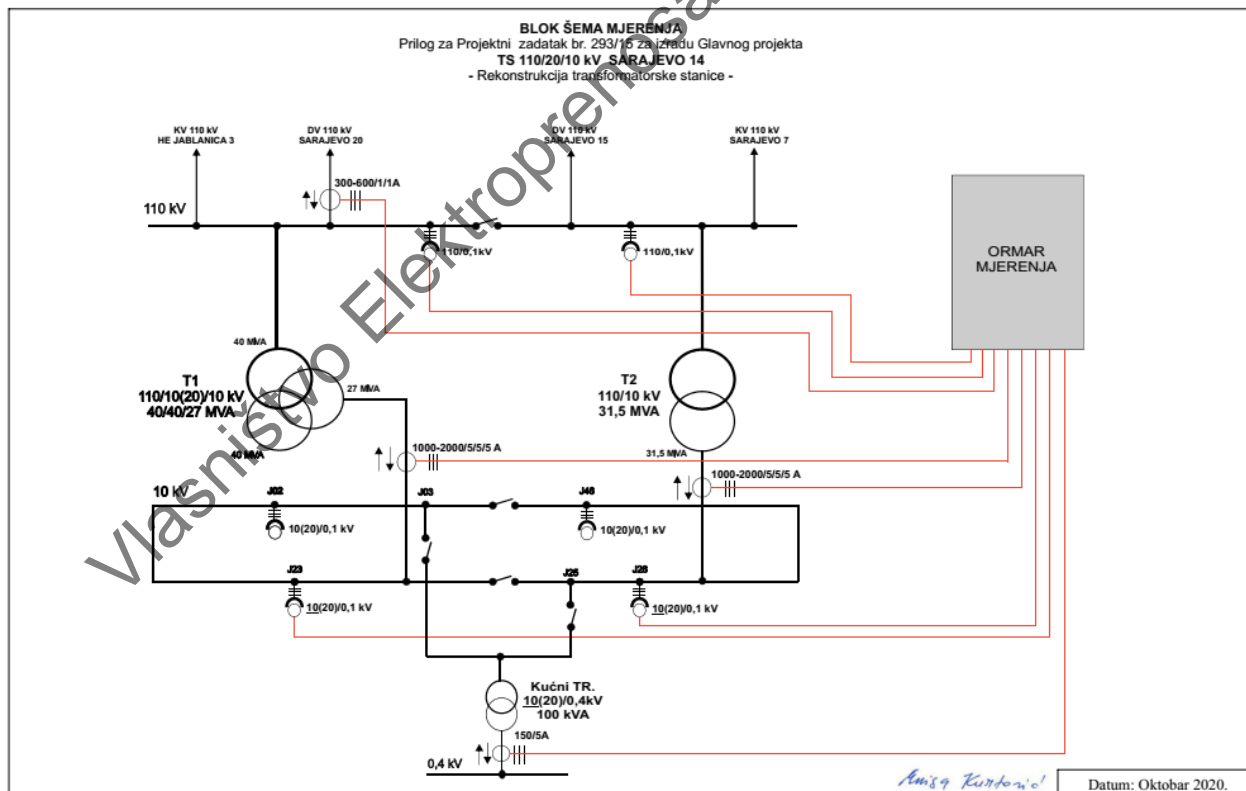 BLOK ŠEMA MJERENJA
Prilog za Projektni zadatak br. 293/15 za izradu Glavnog projekta
TS 110/20/10 kV SARAJEVO 14
- Rekonstrukcija transformatorske stanice -
KV 110 kV
HE JABLANICA 3
DV 110 kV
SARAJEVO 20
DV 110 kV
SARAJEVO 15
KV 110 kV
SARAJEVO 7
300-600/1/1A
110 kV
110/0,1kV
110/0,1kV
ORMAR
MJERENJA
40 MVA
T1
110/10(20)/10 kV
40/40/27 MVA
27 MVA
40 MVA
T2
110/10 kV
31,5 MVA
31,5 MVA
1000-2000/5/5/5 A
1000-2000/5/5/5 A
10 kV
J02
J03
J46
10(20)/0,1 kV
10(20)/0,1 kV
J23
J25
J26
10(20)/0,1 kV
10(20)/0,1 kV
Kućni TR.
10(20)/0,4kV
100 kVA
150/5A
0,4 kV
Vlasništvo Elektroprenosa
Datum: Oktobar 2020.